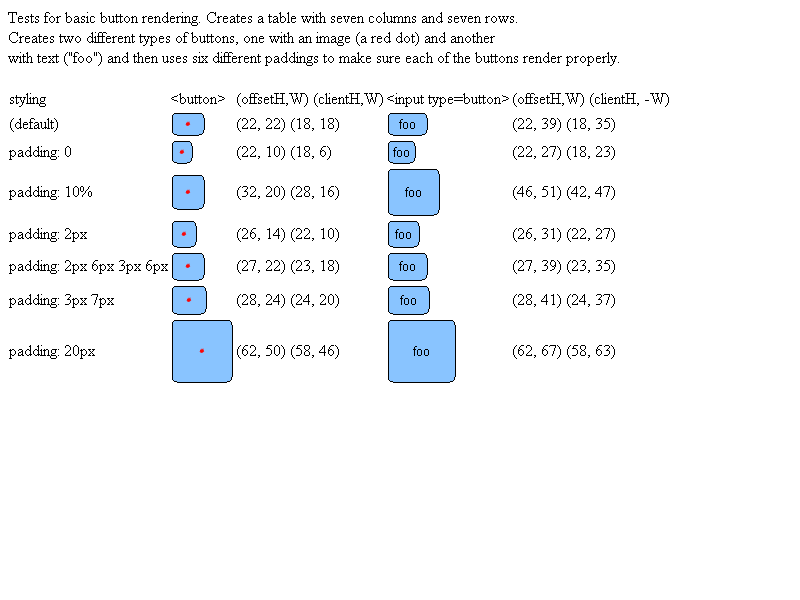 Tests for basic button rendering. Creates a table with seven columns and seven rows.
Creates two different types of buttons, one with an image (a red dot) and another
with text ("foo") and then uses six different paddings to make sure each of the buttons render properly.
styling <button> (offsetH,W) (clientH,W) <input type=button> (offsetH,W) (clientH, -W)
(default) (22, 22) (18, 18) foo (22, 39) (18, 35)
padding: 0 (22, 10) (18, 6) foo (22, 27) (18, 23)
padding: 10% (32, 20) (28, 16) foo (46, 51) (42, 47)
padding: 2px (26, 14) (22, 10) foo (26, 31) (22, 27)
padding: 2px 6px 3px 6px (27, 22) (23, 18) foo (27, 39) (23, 35)
padding: 3px 7px (28, 24) (24, 20) foo (28, 41) (24, 37)
padding: 20px (62, 50) (58, 46) foo (62, 67) (58, 63)